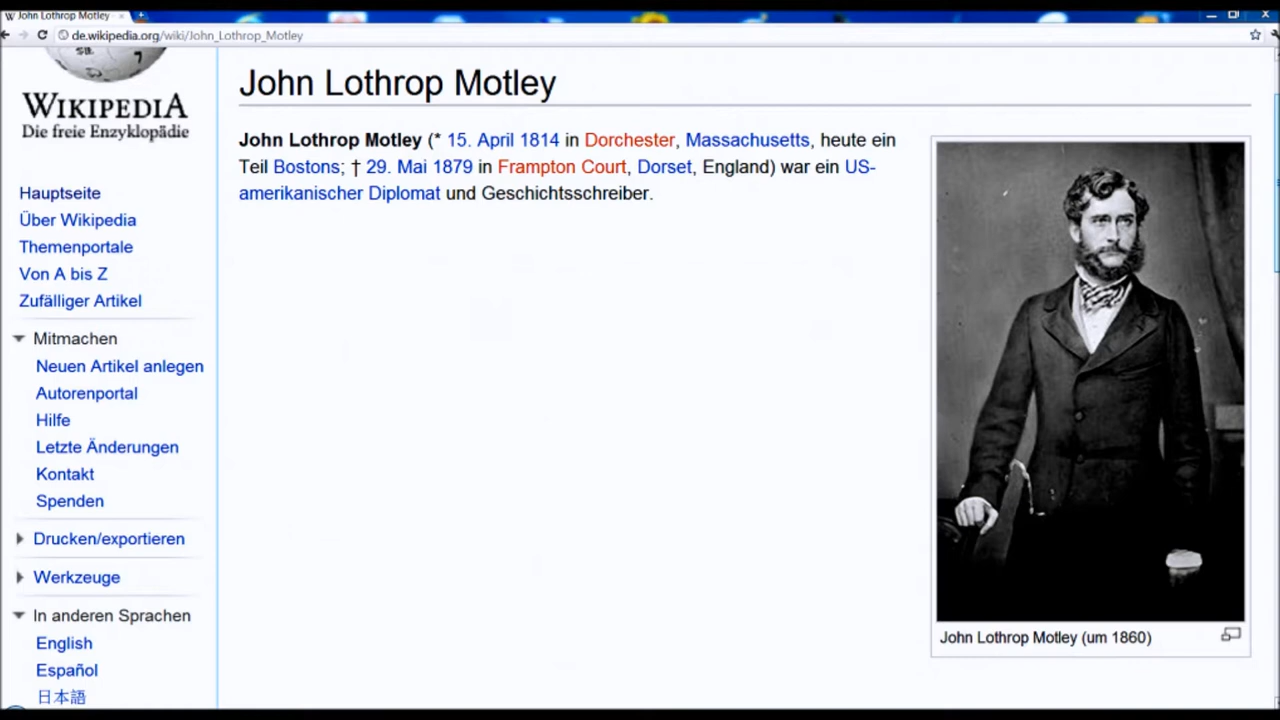 John Lothrop Motley
de.wikipedia.org/wiki/John_Lothrop_Motley
WIKIPEDIA
Die freie Enzyklopädie
Hauptseite
Über Wikipedia
Themenportale
Von A bis Z
Zufälliger Artikel
Mitmachen
Neuen Artikel anlegen
Autorenportal
Hilfe
Letzte Änderungen
Kontakt
Spenden
Drucken/exportieren
Werkzeuge
In anderen Sprachen
English
Español
日本語
John Lothrop Motley
John Lothrop Motley (* 15. April 1814 in Dorchester, Massachusetts, heute ein
Teil Bostons; † 29. Mai 1879 in Frampton Court, Dorset, England) war ein US-
amerikanischer Diplomat und Geschichtsschreiber.
John Lothrop Motley (um 1860)